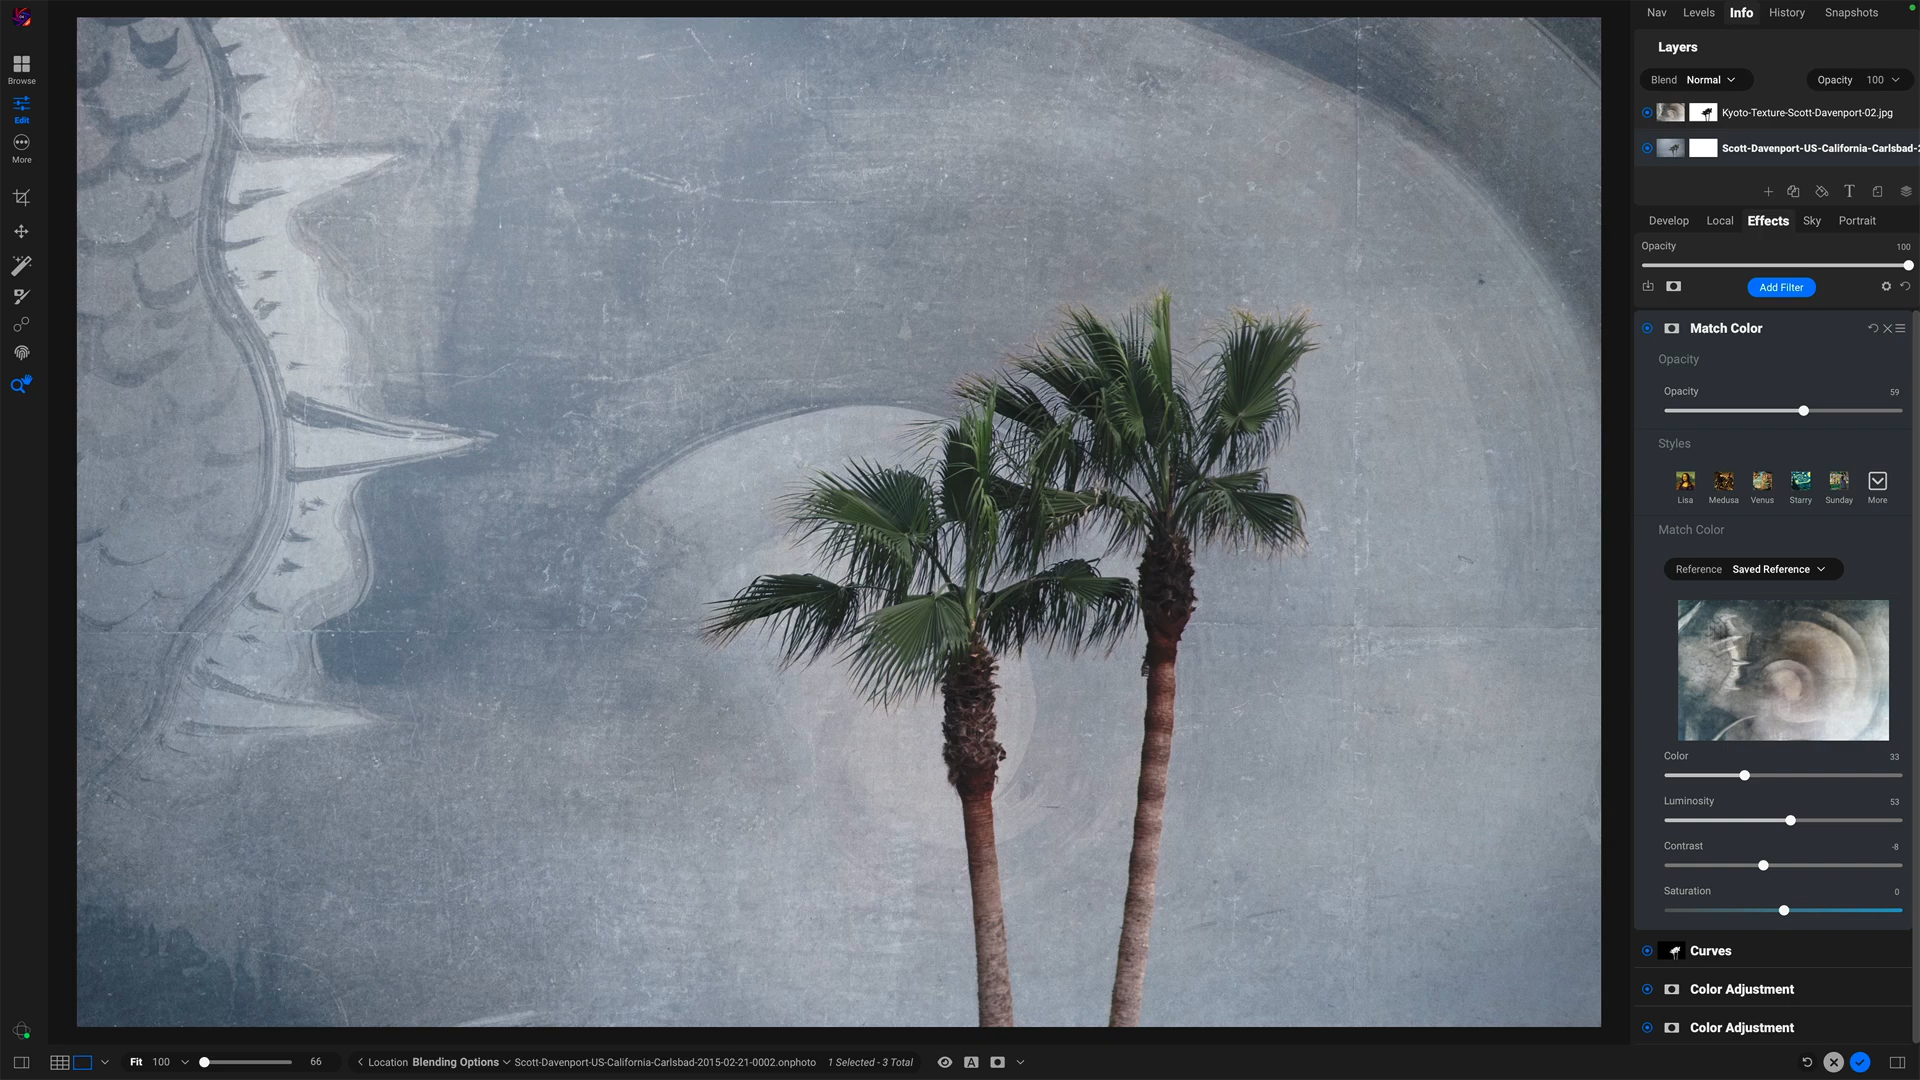 Nav Levels Info History Snapshots
Browse
Edit
More
Layers
Blend Normal
Opacity 100
Kyoto-Texture-Scott-Davenport-02.jpg
Scott-Davenport-US-California-Carlsbad-2
T
Develop Local Effects Sky Portrait
Opacity 100
Add Filter
Match Color
Opacity
Opacity 59
Styles
Lisa Medusa Venus Starry Sunday More
Match Color
Reference Saved Reference
Color 33
Luminosity 53
Contrast -8
Saturation 0
Curves
Color Adjustment
Color Adjustment
Fit 100 66 Location Blending Options Scott-Davenport-US-California-Carlsbad-2015-02-21-0002.onphoto 1 Selected - 3 Total A